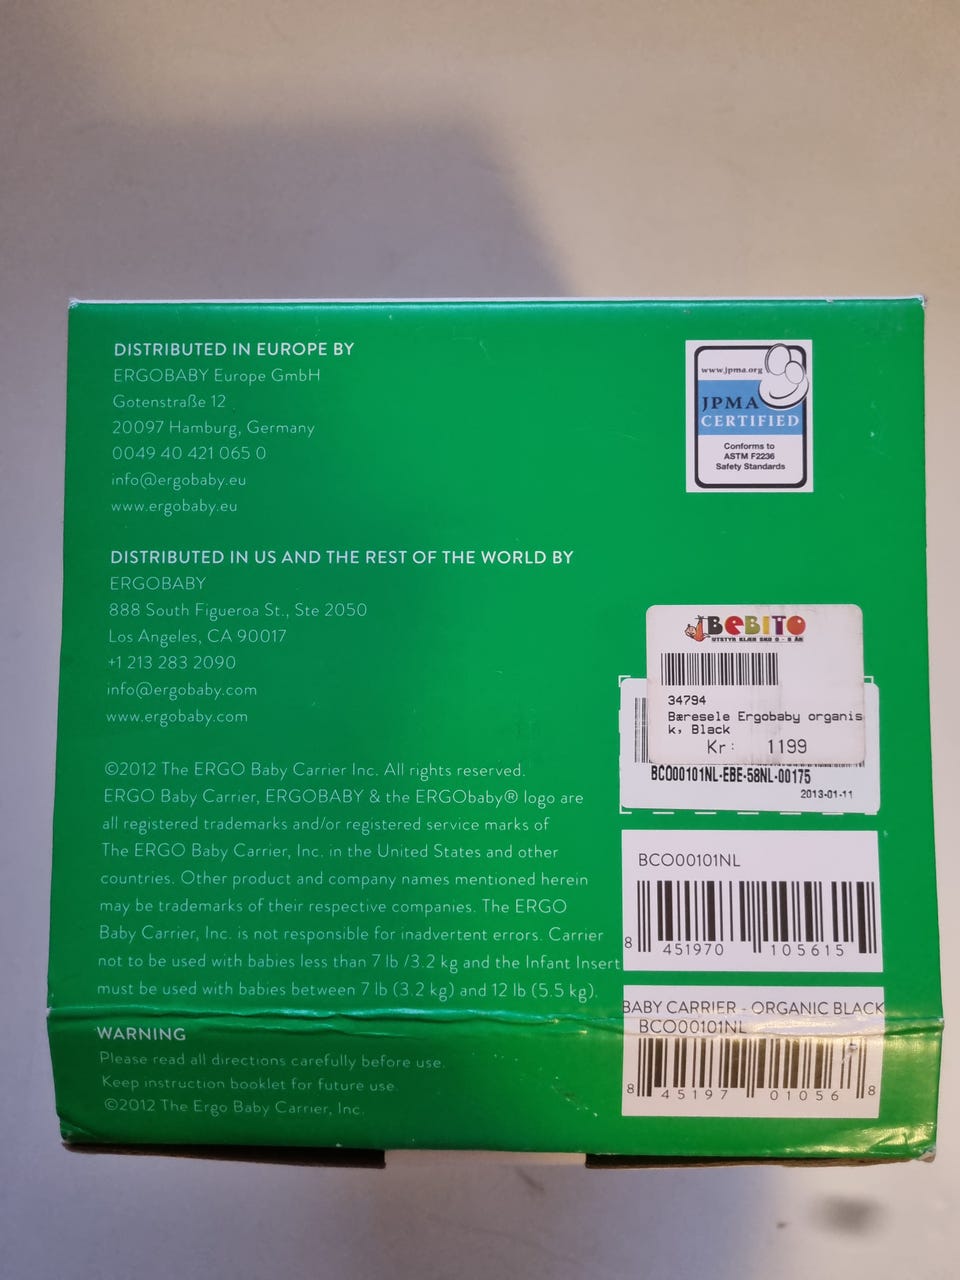 DISTRIBUTED IN EUROPE BY
ERGOBABY Europe GmbH
Gotenstraße 12
20097 Hamburg, Germany
0049 40 421 065 0
info@ergobaby.eu
www.ergobaby.eu
DISTRIBUTED IN US AND THE REST OF THE WORLD BY
ERGOBABY
888 South Figueroa St., Ste 2050
Los Angeles, CA 90017
+1 213 283 2090
info@ergobaby.com
www.ergobaby.com
©2012 The ERGO Baby Carrier Inc. All rights reserved.
ERGO Baby Carrier, ERGOBABY & the ERGObaby® logo are
all registered trademarks and/or registered service marks of
The ERGO Baby Carrier, Inc. in the United States and other
countries. Other product and company names mentioned herein
may be trademarks of their respective companies. The ERGO
Baby Carrier, Inc. is not responsible for inadvertent errors. Carrier
not to be used with babies less than 7 lb /3.2 kg and the Infant Insert
must be used with babies between 7 lb (3.2 kg) and 12 lb (5.5 kg).
WARNING
Please read all directions carefully before use.
Keep instruction booklet for future use.
©2012 The Ergo Baby Carrier, Inc.
www.jpma.org
JPMA
CERTIFIED
Conforms to
ASTM F2236
Safety Standards
BEBITO
UTSTYR KLÆR SKO 0 - 8 ÅR
34794
Bæresele Ergobaby organis
k, Black
Kr: 1199
BCO00101NL-EBE-58NL-00175
2013-01-11
BCO00101NL
8 451970 105615
BABY CARRIER - ORGANIC BLACK
BCO00101NL
8 45197 01056 8